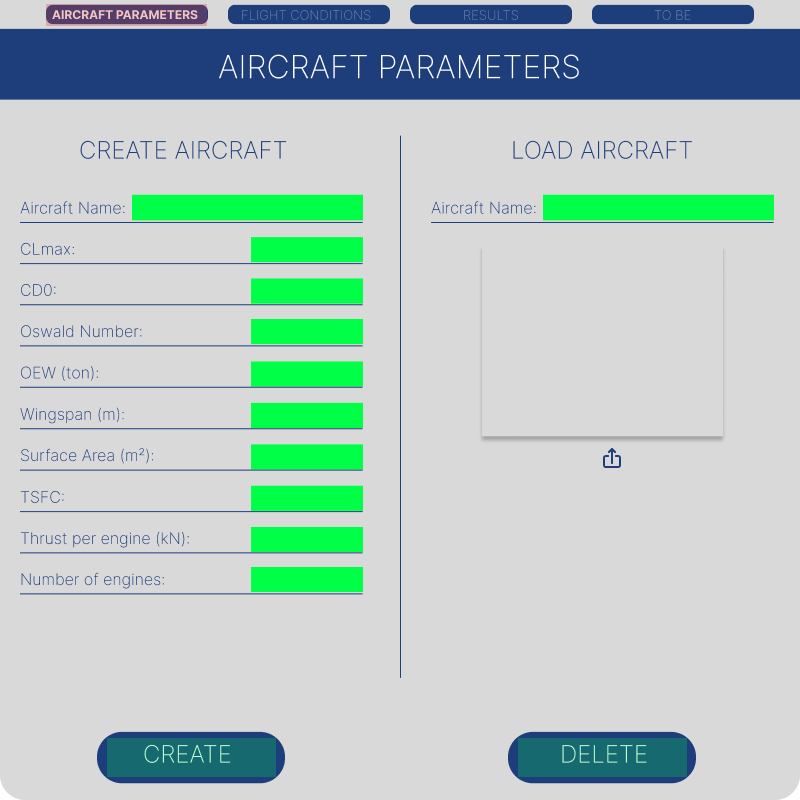 AIRCRAFT PARAMETERS
FLIGHT CONDITIONS
RESULTS
TO BE
AIRCRAFT PARAMETERS
CREATE AIRCRAFT
Aircraft Name:
CLmax:
CD0:
Oswald Number:
OEW (ton):
Wingspan (m):
Surface Area (m²):
TSFC:
Thrust per engine (kN):
Number of engines:
CREATE
LOAD AIRCRAFT
Aircraft Name:
DELETE